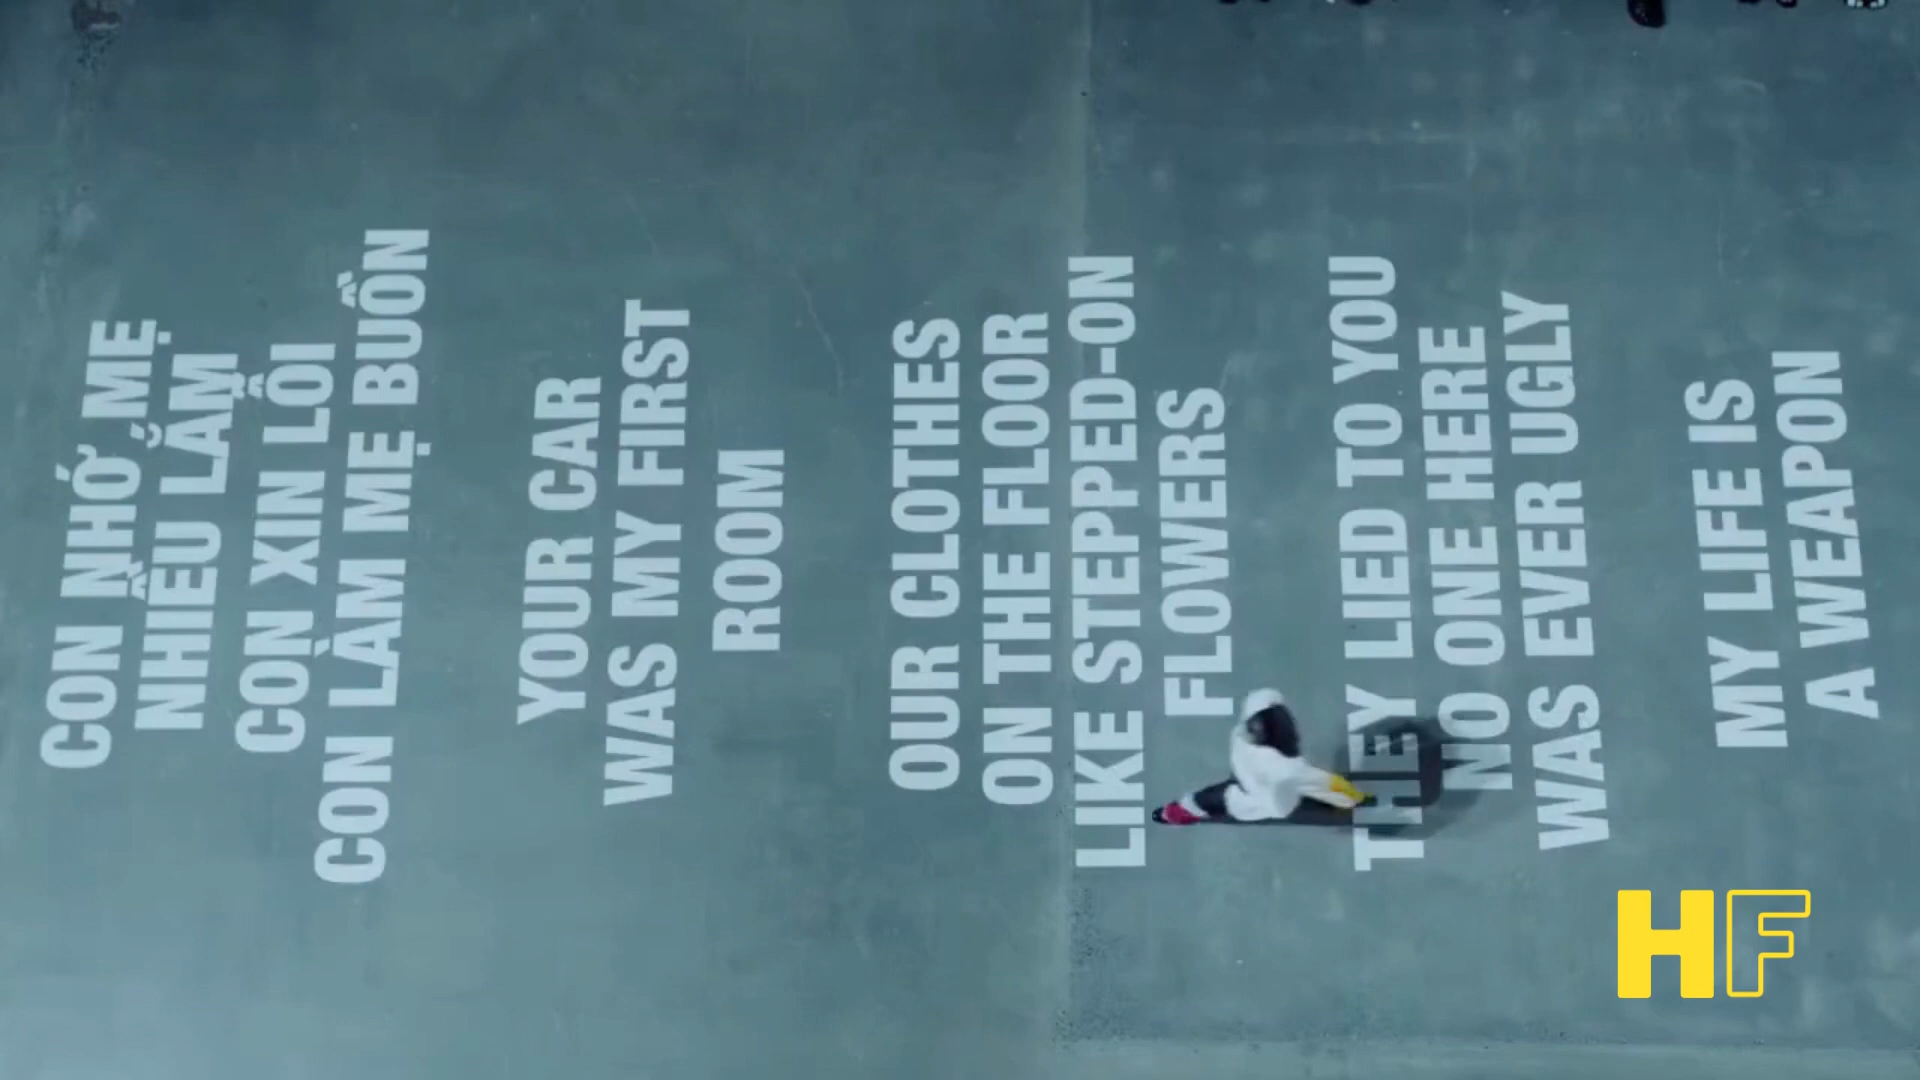 CON NHỚ MẸ
NHIỀU LẮM
CON XIN LỖI
CON LÀM MẸ BUỒN
YOUR CAR
WAS MY FIRST
ROOM
OUR CLOTHES
ON THE FLOOR
LIKE STEPPED-ON
FLOWERS
THEY LIED TO YOU
NO ONE HERE
WAS EVER UGLY
MY LIFE IS
A WEAPON
HF